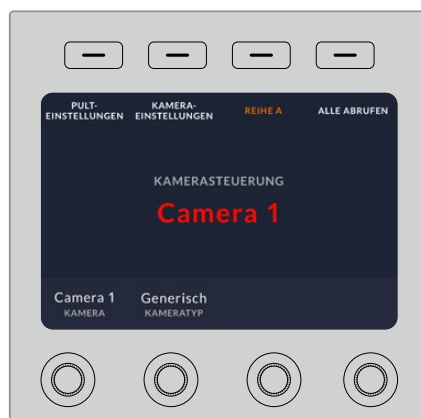 PULT-
EINSTELLUNGEN
KAMERA-
EINSTELLUNGEN
REIHE A
ALLE ABRUFEN
KAMERASTEUERUNG
Camera 1
Camera 1
KAMERA
Generisch
KAMERATYP